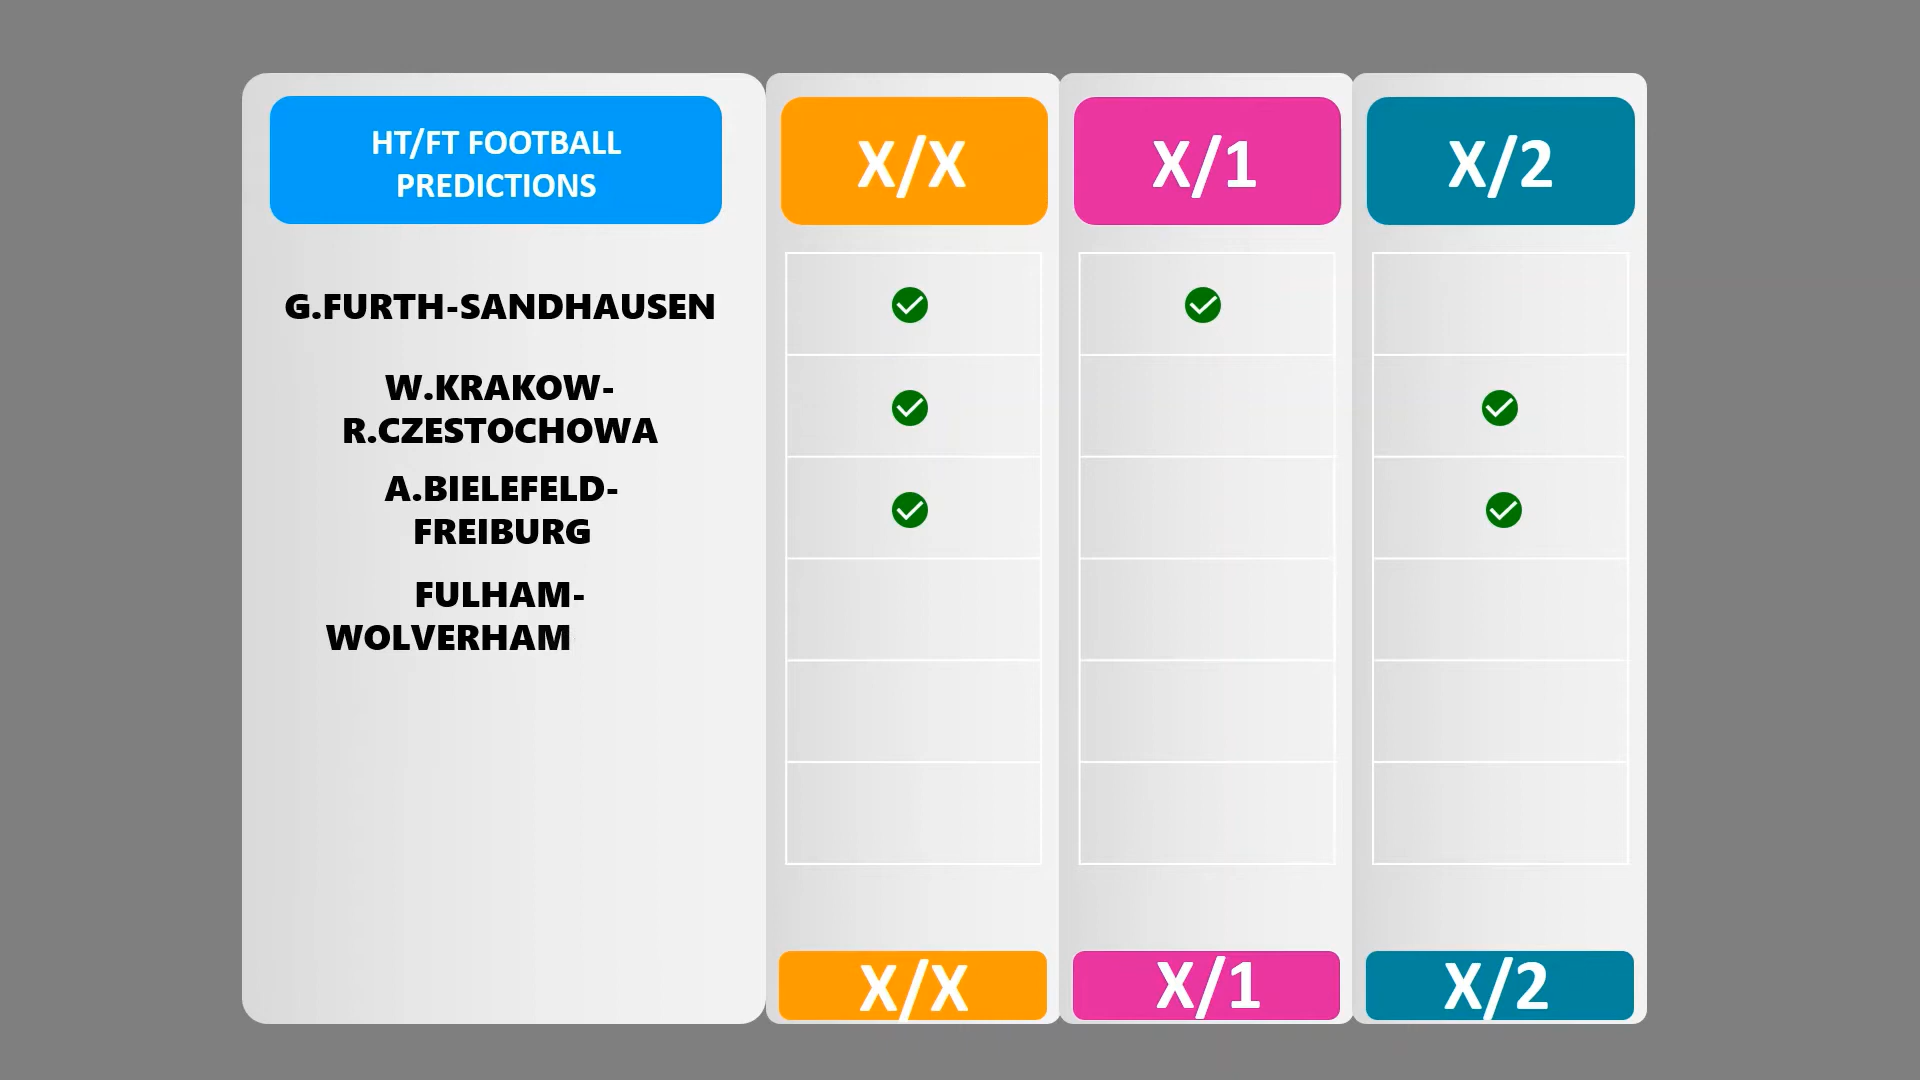 HT/FT FOOTBALL
PREDICTIONS
X/X
X/1
X/2
G.FURTH-SANDHAUSEN
W.KRAKOW-
R.CZESTOCHOWA
A.BIELEFELD-
FREIBURG
FULHAM-
WOLVERHAM
X/X
X/1
X/2